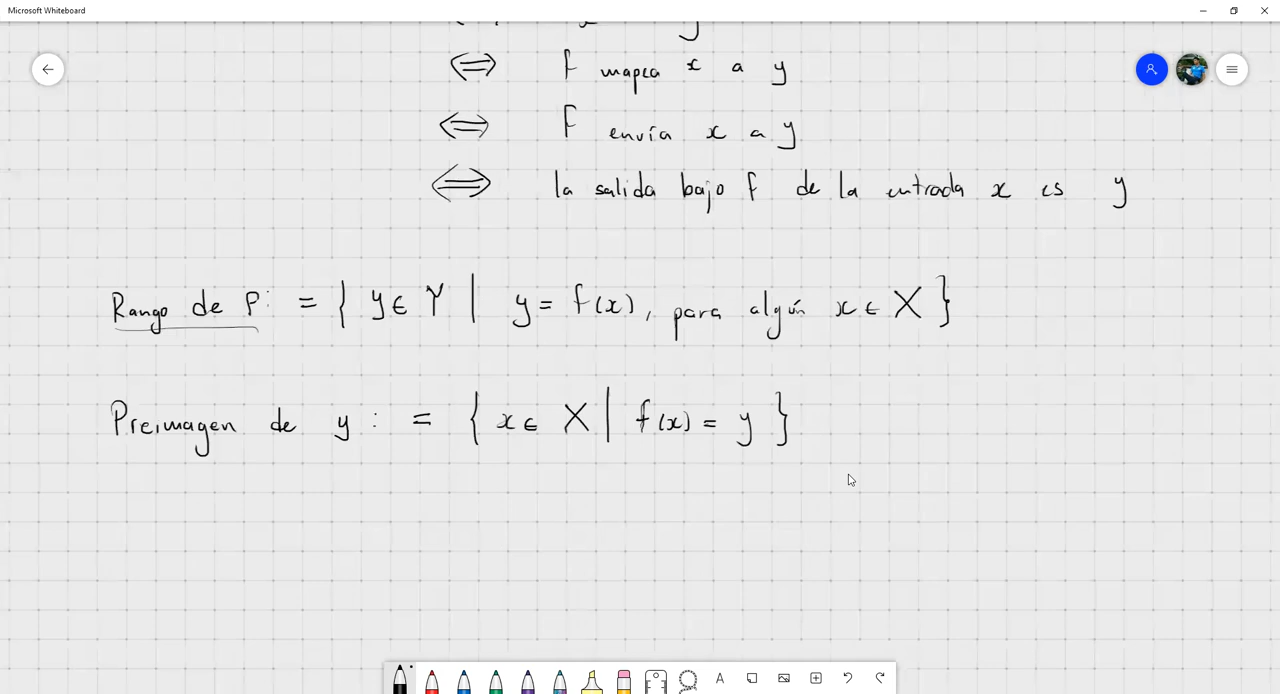 Microsoft Whiteboard
⟺ f mapea x a y
⟺ f envía x a y
⟺ la salida bajo f de la entrada x es y
Rango de f := { y ∈ Y | y = f(x), para algún x ∈ X }
Preimagen de y := { x ∈ X | f(x) = y }
A